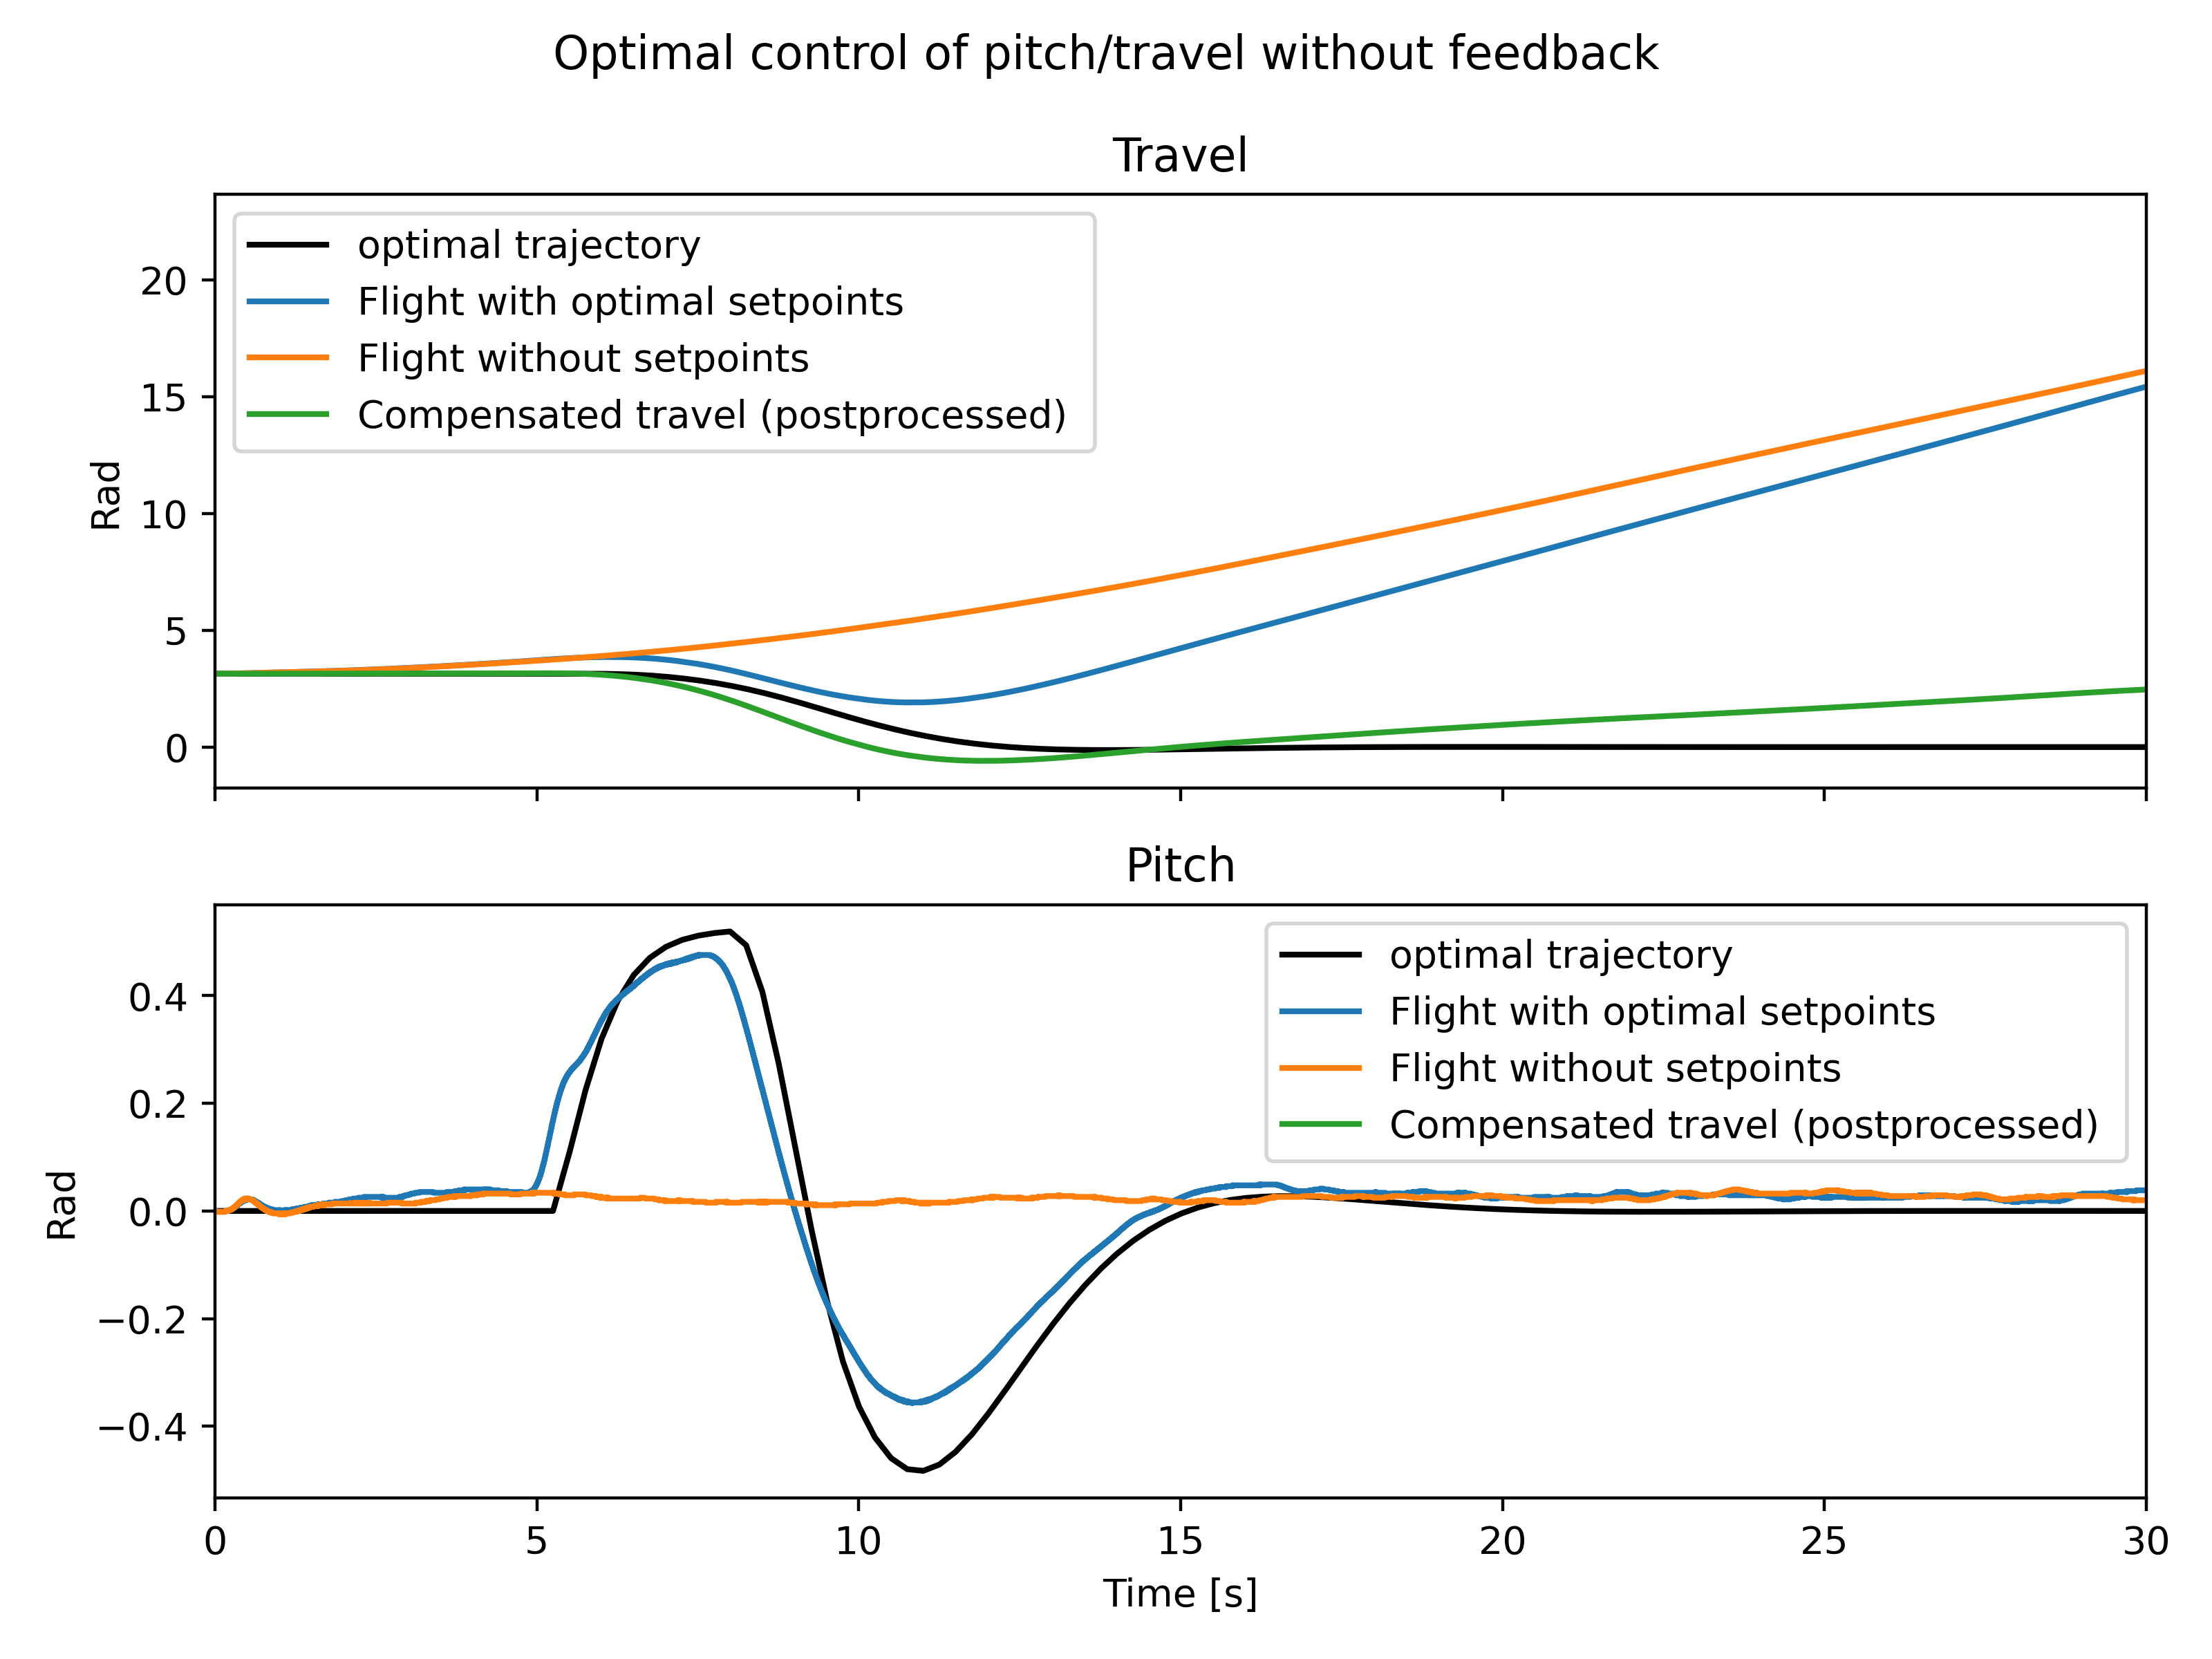 Optimal control of pitch/travel without feedback
Travel
optimal trajectory
Flight with optimal setpoints
Flight without setpoints
Compensated travel (postprocessed)
Rad
20
15
10
5
0
Pitch
optimal trajectory
Flight with optimal setpoints
Flight without setpoints
Compensated travel (postprocessed)
Rad
0.4
0.2
0.0
−0.2
−0.4
0 5 10 15 20 25 30
Time [s]